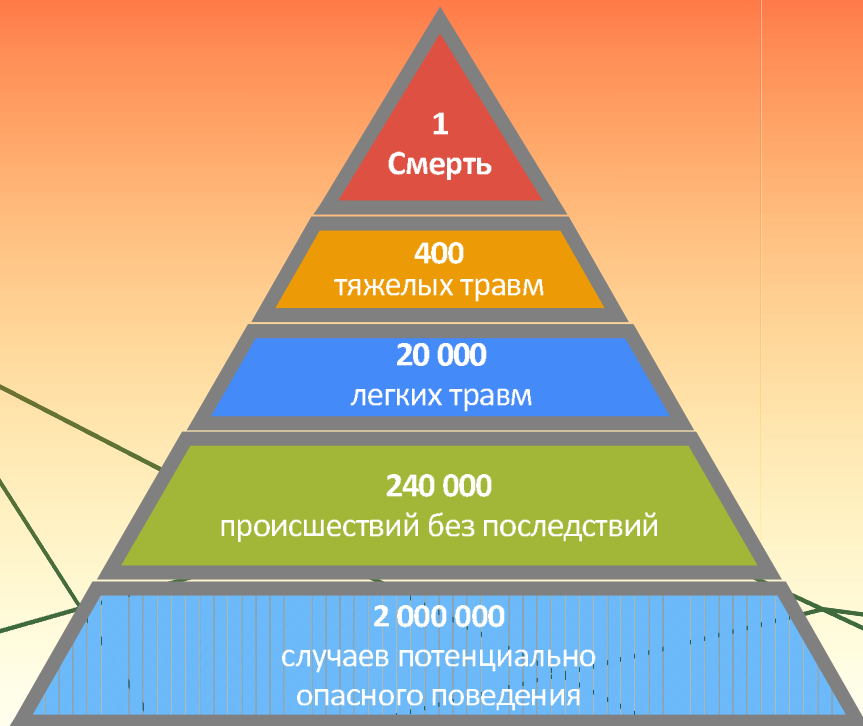 1
Смерть
400
тяжелых травм
20 000
легких травм
240 000
происшествий без последствий
2 000 000
случаев потенциально
опасного поведения